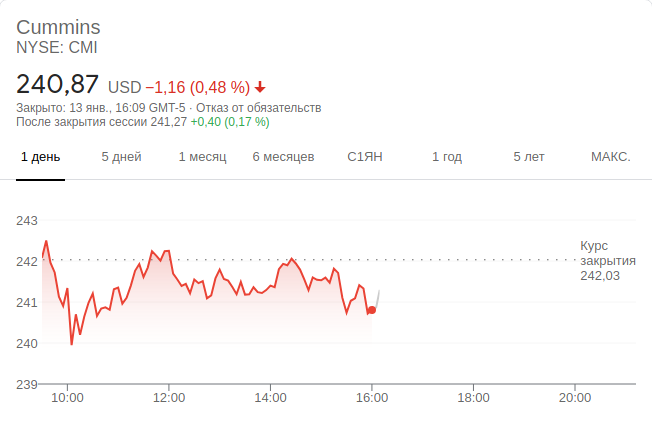 Cummins
NYSE: CMI
240,87 USD −1,16 (0,48 %)
Закрыто: 13 янв., 16:09 GMT-5 · Отказ от обязательств
После закрытия сессии 241,27 +0,40 (0,17 %)
1 день 5 дней 1 месяц 6 месяцев С1ЯН 1 год 5 лет МАКС.
243
242
241
240
239
Курс
закрытия
242,03
10:00 12:00 14:00 16:00 18:00 20:00